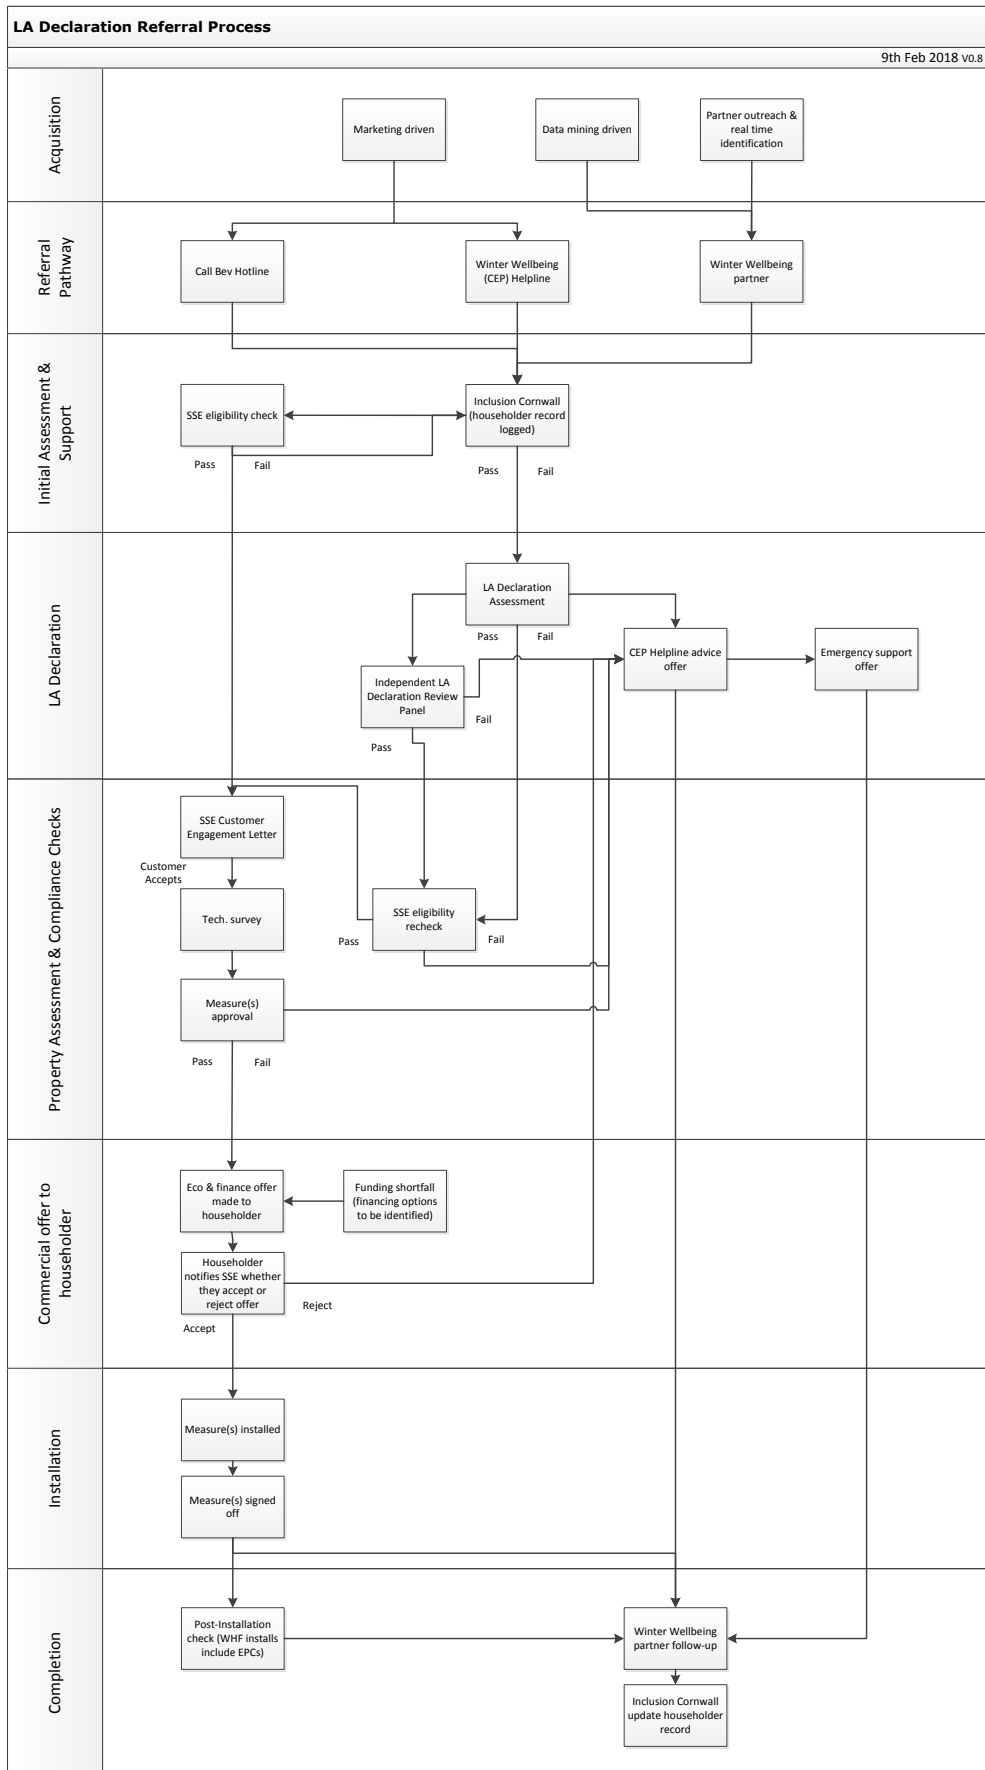 LA Declaration Referral Process
9th Feb 2018 V0.8
Acquisition
Marketing driven
Data mining driven
Partner outreach &
real time
identification
Referral
Pathway
Call Bev Hotline
Winter Wellbeing
(CEP) Helpline
Winter Wellbeing
partner
Initial Assessment &
Support
SSE eligibility check
Inclusion Cornwall
(householder record
logged)
Pass
Fail
Pass
Fail
LA Declaration
LA Declaration
Assessment
Pass
Fail
CEP Helpline advice
offer
Emergency support
offer
Independent LA
Declaration Review
Panel
Fail
Pass
Property Assessment & Compliance Checks
SSE Customer
Engagement Letter
Customer
Accepts
Tech. survey
SSE eligibility
recheck
Pass
Fail
Measure(s)
approval
Pass
Fail
Commercial offer to
householder
Eco & finance offer
made to
householder
Funding shortfall
(financing options
to be identified)
Householder
notifies SSE whether
they accept or
reject offer
Reject
Accept
Installation
Measure(s) installed
Measure(s) signed
off
Completion
Post-Installation
check (WHF installs
include EPCs)
Winter Wellbeing
partner follow-up
Inclusion Cornwall
update householder
record